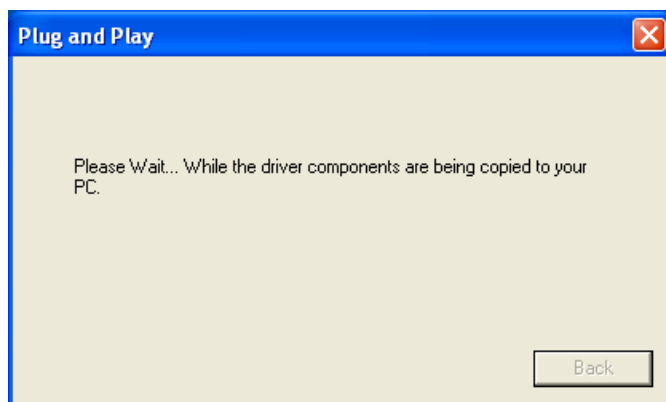 Plug and Play
Please Wait... While the driver components are being copied to your
PC.
Back